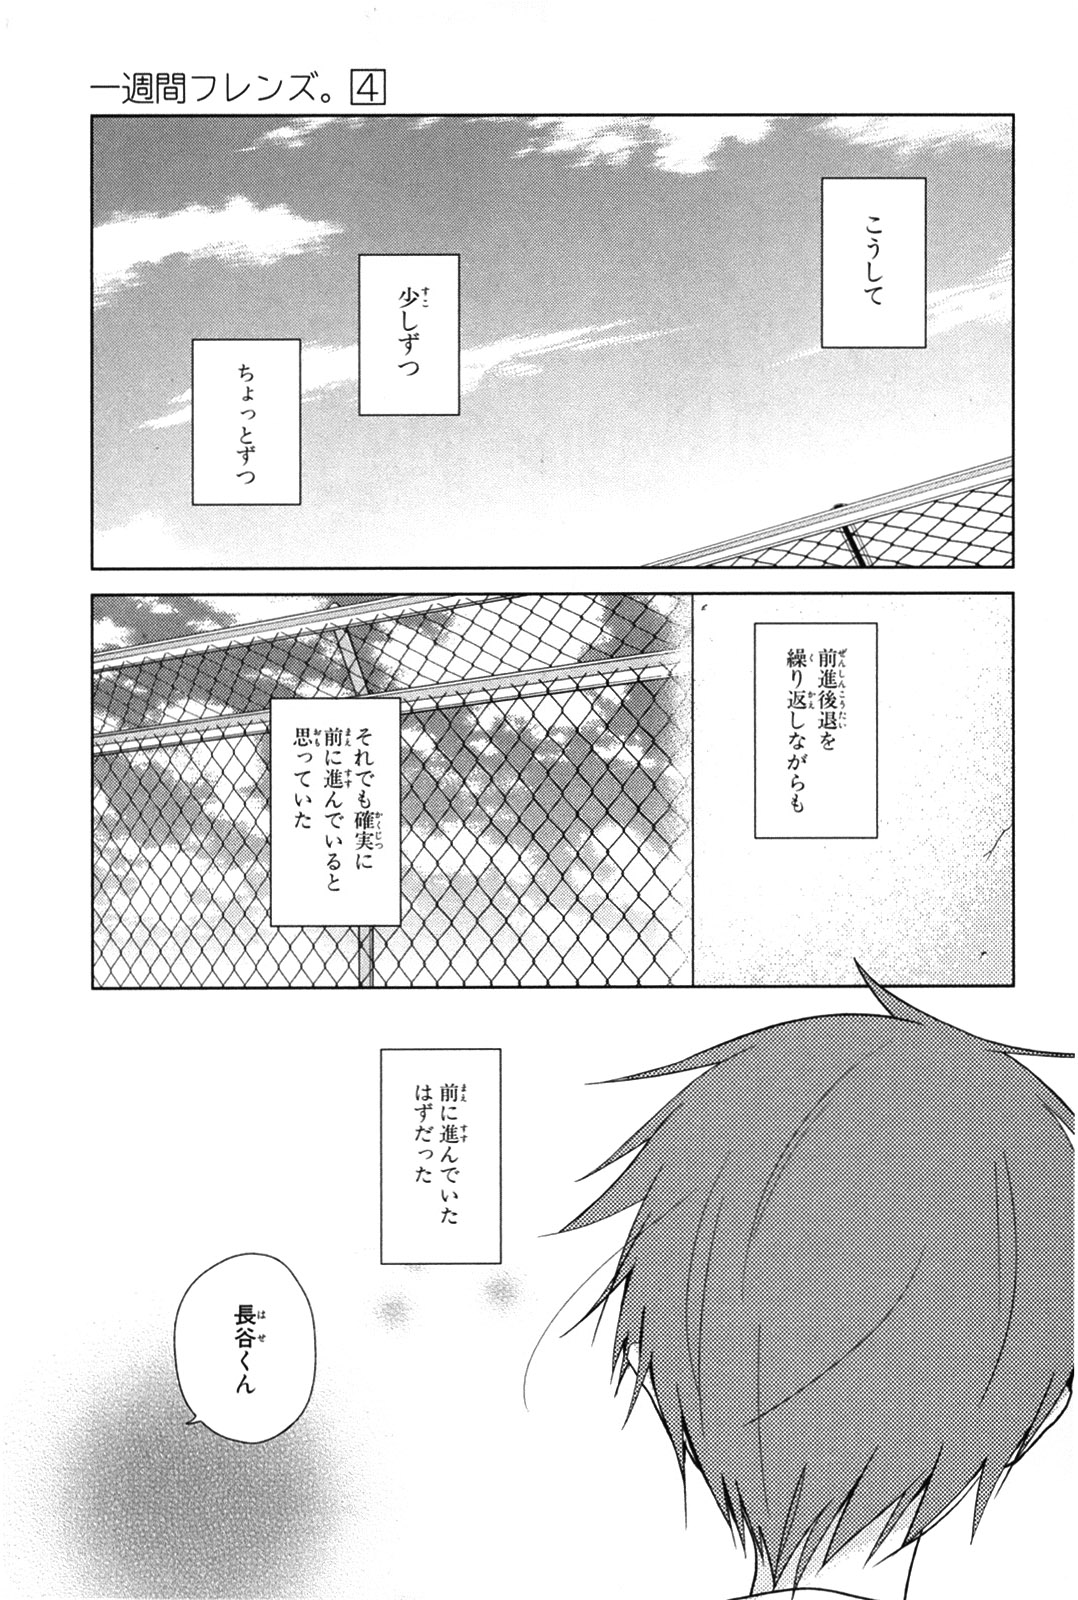 一週間フレンズ。4
こうして
少しずつ
ちょっとずつ
前進後退を
繰り返しながらも
それでも確実に
前に進んでいると
思っていた
前に進んでいた
はずだった
長谷くん